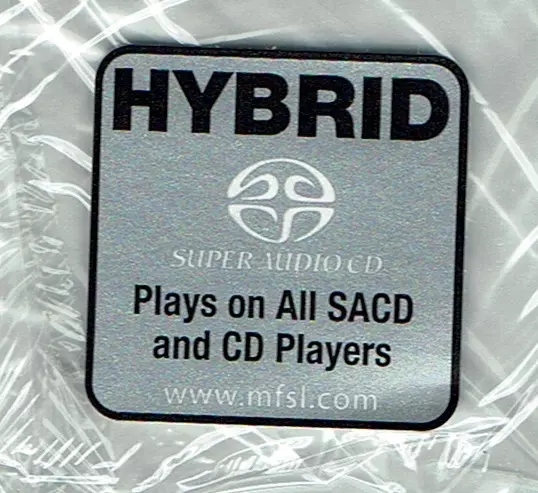 HYBRID
SUPER AUDIO CD
Plays on All SACD
and CD Players
www.mfsl.com